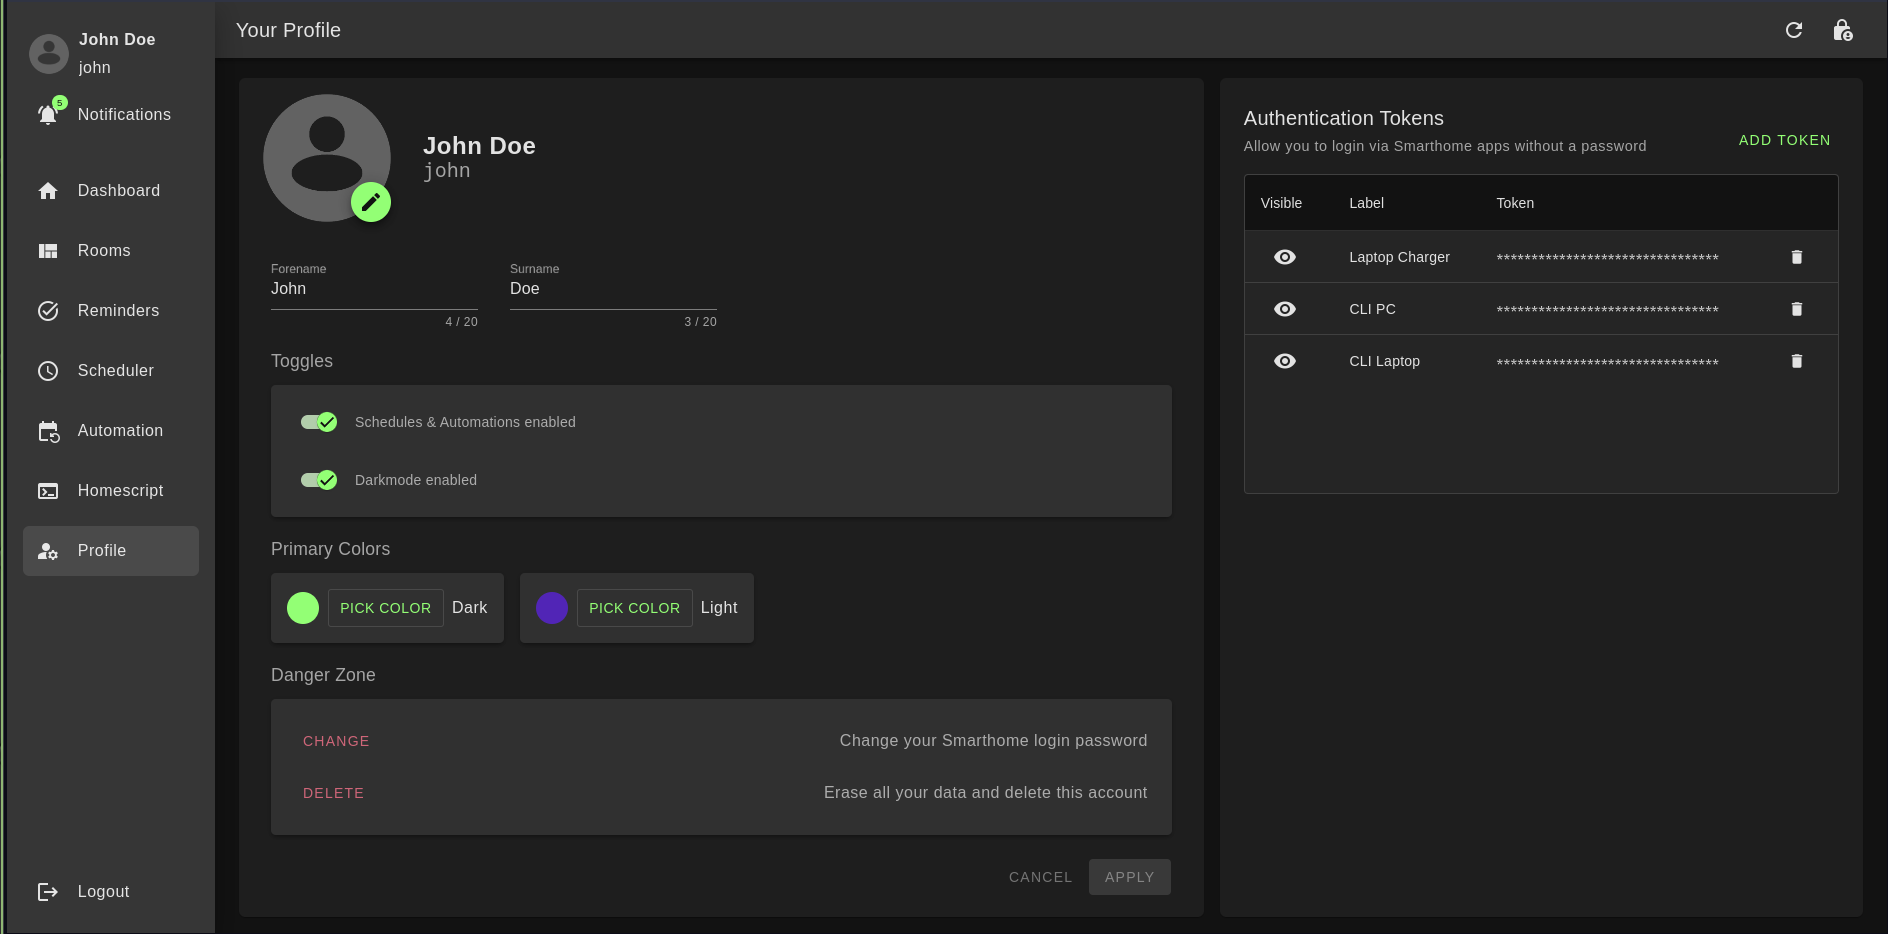 John Doe
john
5
Notifications
Dashboard
Rooms
Reminders
Scheduler
Automation
Homescript
Profile
Logout
Your Profile
John Doe
john
Forename
John
4 / 20
Surname
Doe
3 / 20
Toggles
Schedules & Automations enabled
Darkmode enabled
Primary Colors
PICK COLOR Dark
PICK COLOR Light
Danger Zone
CHANGE Change your Smarthome login password
DELETE Erase all your data and delete this account
CANCEL APPLY
Authentication Tokens
Allow you to login via Smarthome apps without a password
ADD TOKEN
Visible Label Token
Laptop Charger ********************************
CLI PC ********************************
CLI Laptop ********************************